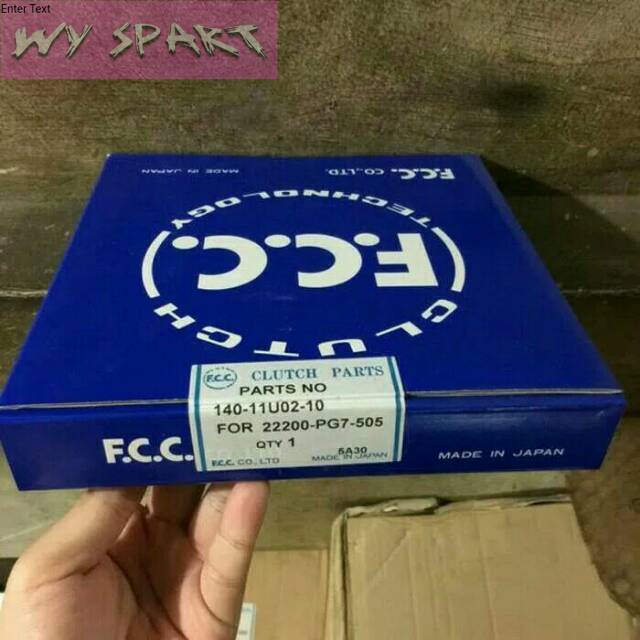 Enter Text
WY SPART
MADE IN JAPAN
F.C.C. CO.,LTD.
TECHNOLOGY
F.C.C.
CLUTCH
F.C.C. CLUTCH PARTS
PARTS NO
140-11U02-10
FOR 22200-PG7-505
QTY 1
5A30
F.C.C. CO., LTD MADE IN JAPAN
F.C.C.
MADE IN JAPAN